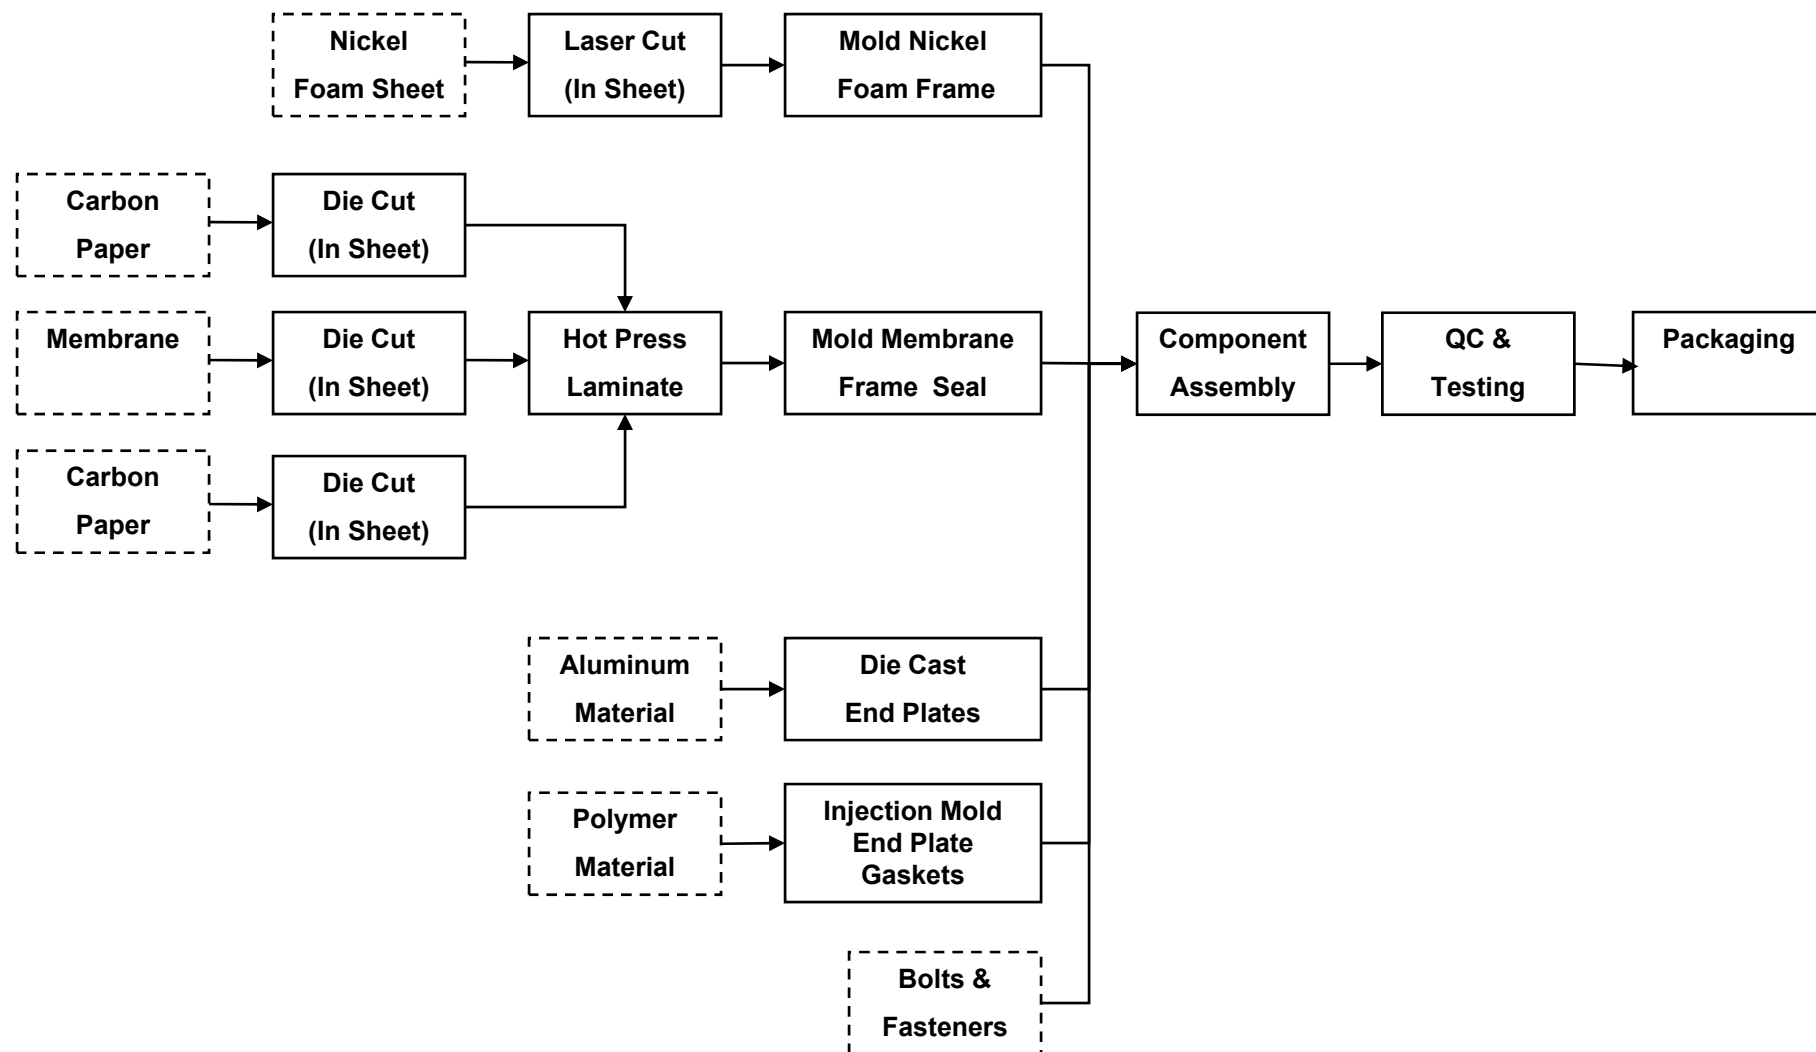 Nickel
Foam Sheet
Laser Cut
(In Sheet)
Mold Nickel
Foam Frame
Carbon
Paper
Die Cut
(In Sheet)
Membrane
Die Cut
(In Sheet)
Hot Press
Laminate
Mold Membrane
Frame Seal
Component
Assembly
QC &
Testing
Packaging
Carbon
Paper
Die Cut
(In Sheet)
Aluminum
Material
Die Cast
End Plates
Polymer
Material
Injection Mold
End Plate
Gaskets
Bolts &
Fasteners